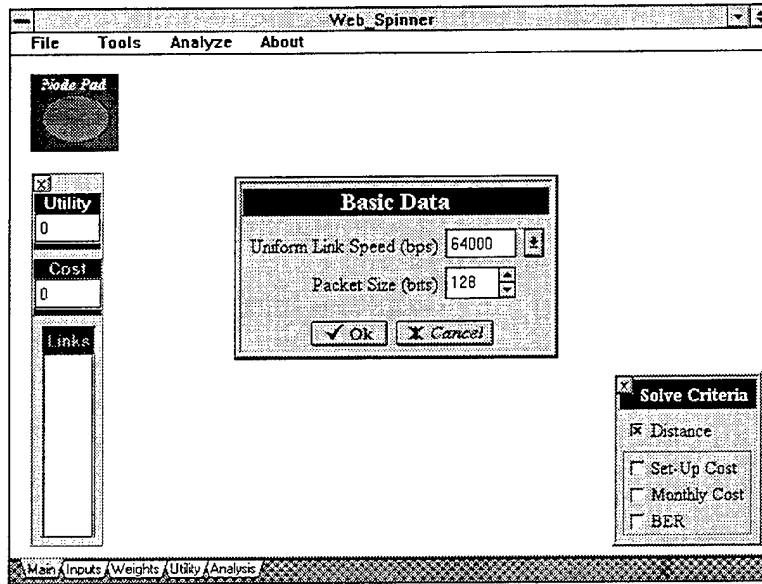 Web_Spinner
File Tools Analyze About
Node Pad
Utility
0
Cost
0
Links
Basic Data
Uniform Link Speed (bps) 64000
Packet Size (bits) 128
Ok Cancel
Solve Criteria
Distance
Set-Up Cost
Monthly Cost
BER
Main Inputs Weights Utility Analysis